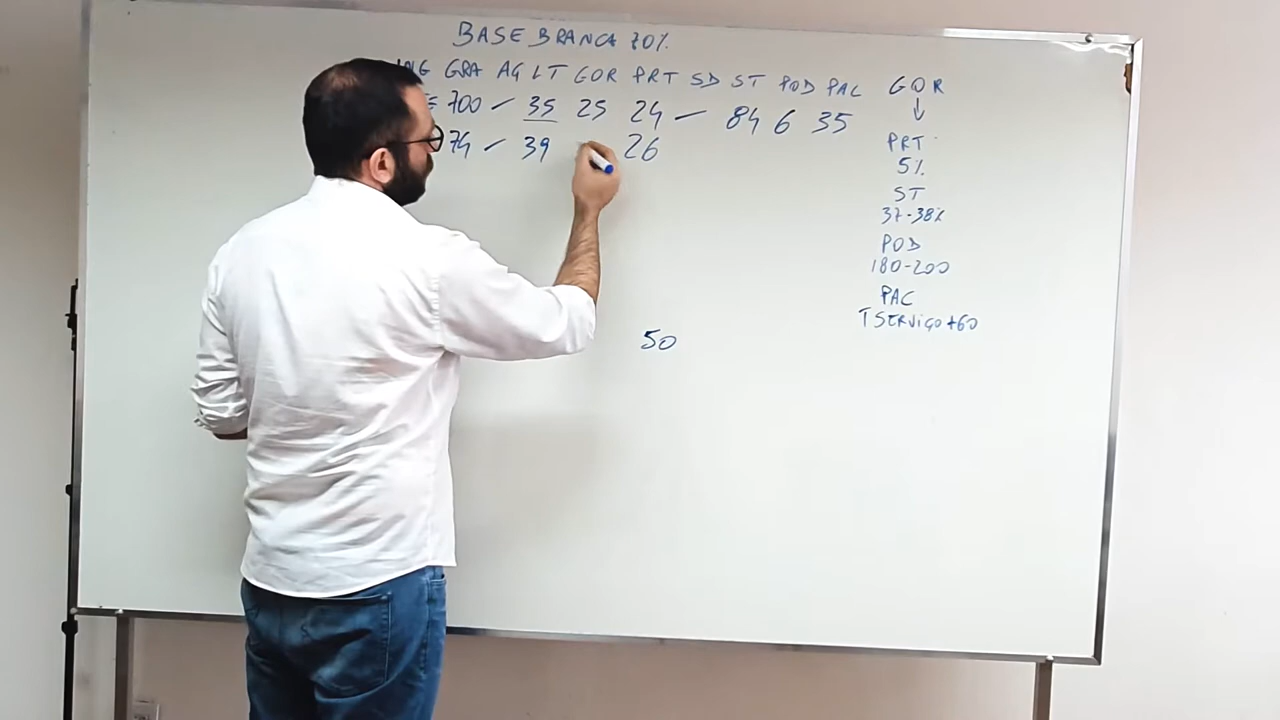 BASE BRANCA 70%
GRA AG LT GOR PRT SD ST POD PAC
700 — 35 25 24 — 84 6 35
74 — 39 26
50
GOR
↓
PRT
5%
ST
37-38%
POD
180-200
PAC
T SERVIÇO +60